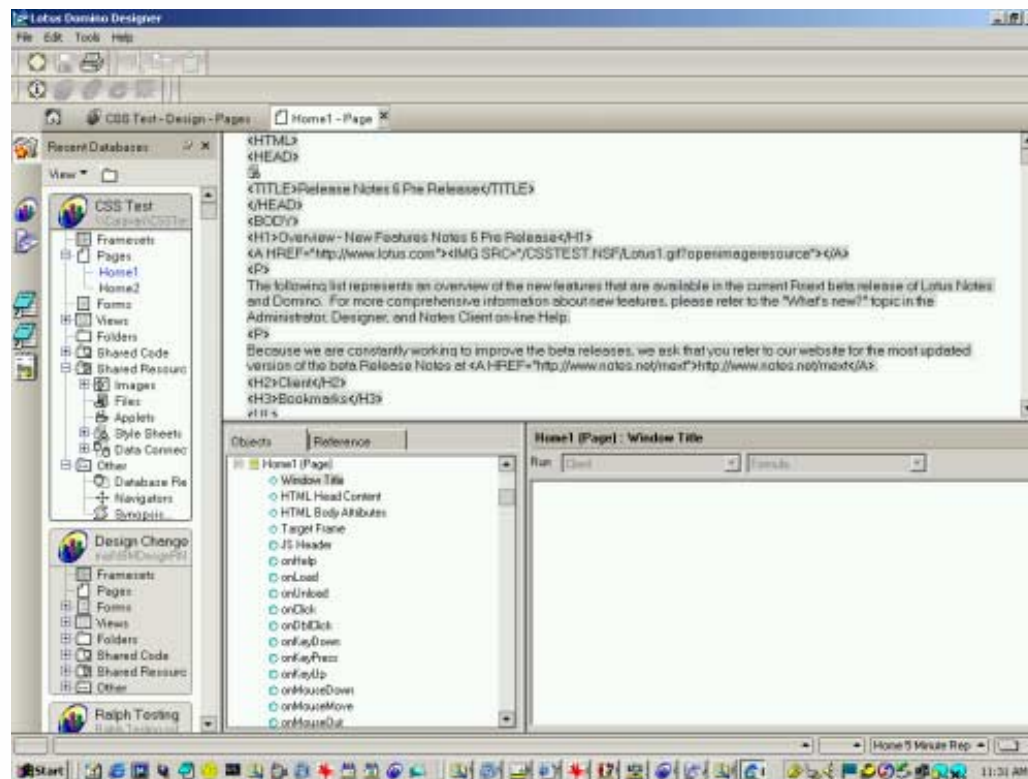 Lotus Domino Designer
File Edit Tools Help
CSS Test - Design - Pages
Home1 - Page
Recent Databases
View
CSS Test
Framesets
Pages
Home1
Home2
Forms
Views
Folders
Shared Code
Shared Resourc
Images
Files
Applets
Style Sheets
Data Connec
Other
Database Re
Navigators
Synopsis...
Design Change
Framesets
Pages
Forms
Views
Folders
Shared Code
Shared Resourc
Other
Ralph Testing
<HTML>
<HEAD>
<TITLE>Release Notes 6 Pre Release</TITLE>
</HEAD>
<BODY>
<H1>Overview - New Features Notes 6 Pre Release</H1>
<A HREF="http://www.lotus.com"><IMG SRC="/CSSTEST.NSF/Lotus1.gif?openimageresource"></A>
<P>
The following list represents an overview of the new features that are available in the current Rnext beta release of Lotus Notes
and Domino. For more comprehensive information about new features, please refer to the "What's new?" topic in the
Administrator, Designer, and Notes Client on-line Help.
<P>
Because we are constantly working to improve the beta releases, we ask that you refer to our website for the most updated
version of the beta Release Notes at <A HREF="http://www.notes.net/rnext">http://www.notes.net/rnext</A>.
<H2>Client</H2>
<H3>Bookmarks</H3>
<UL>
Objects
Reference
Home1 (Page)
Window Title
HTML Head Content
HTML Body Attributes
Target Frame
JS Header
onHelp
onLoad
onUnload
onClick
onDblClick
onKeyDown
onKeyPress
onKeyUp
onMouseDown
onMouseMove
onMouseOut
Home1 (Page) : Window Title
Run Client Formula
Home 5 Minute Rep
Start
11:31 AM